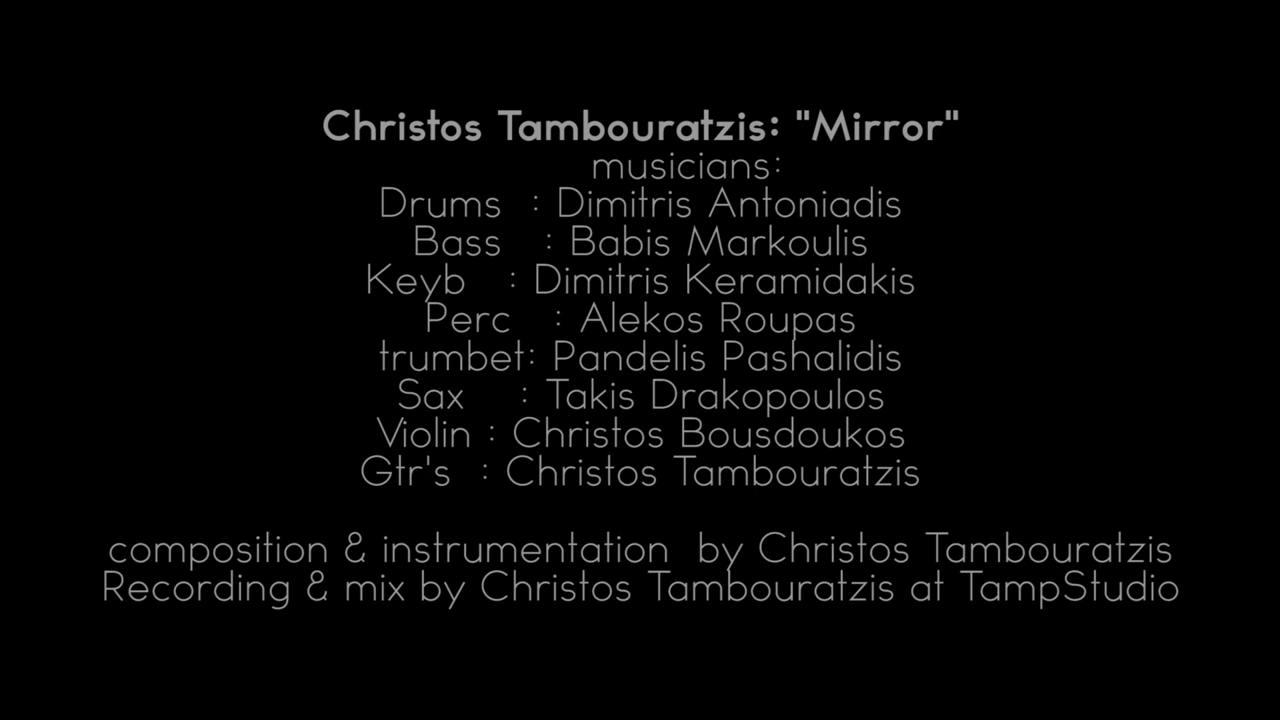 Christos Tambouratzis: "Mirror"
musicians:
Drums : Dimitris Antoniadis
Bass : Babis Markoulis
Keyb : Dimitris Keramidakis
Perc : Alekos Roupas
trumbet: Pandelis Pashalidis
Sax : Takis Drakopoulos
Violin : Christos Bousdoukos
Gtr's : Christos Tambouratzis
composition & instrumentation by Christos Tambouratzis
Recording & mix by Christos Tambouratzis at TampStudio